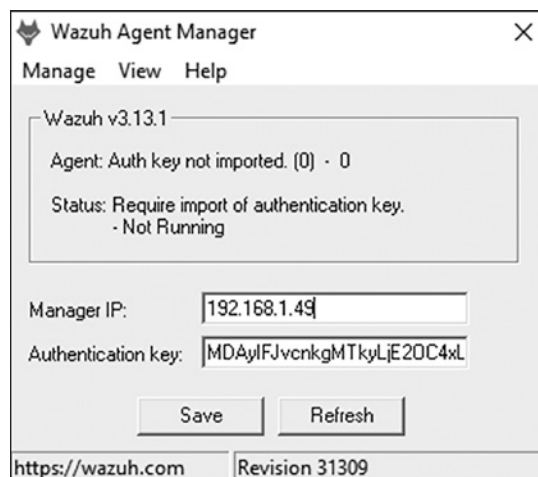 Wazuh Agent Manager
Manage View Help
Wazuh v3.13.1
Agent: Auth key not imported. (0) - 0
Status: Require import of authentication key.
- Not Running
Manager IP: 192.168.1.49
Authentication key: MDAyIFJvcnkgMTkyLjE2OC4xL
Save Refresh
https://wazuh.com Revision 31309